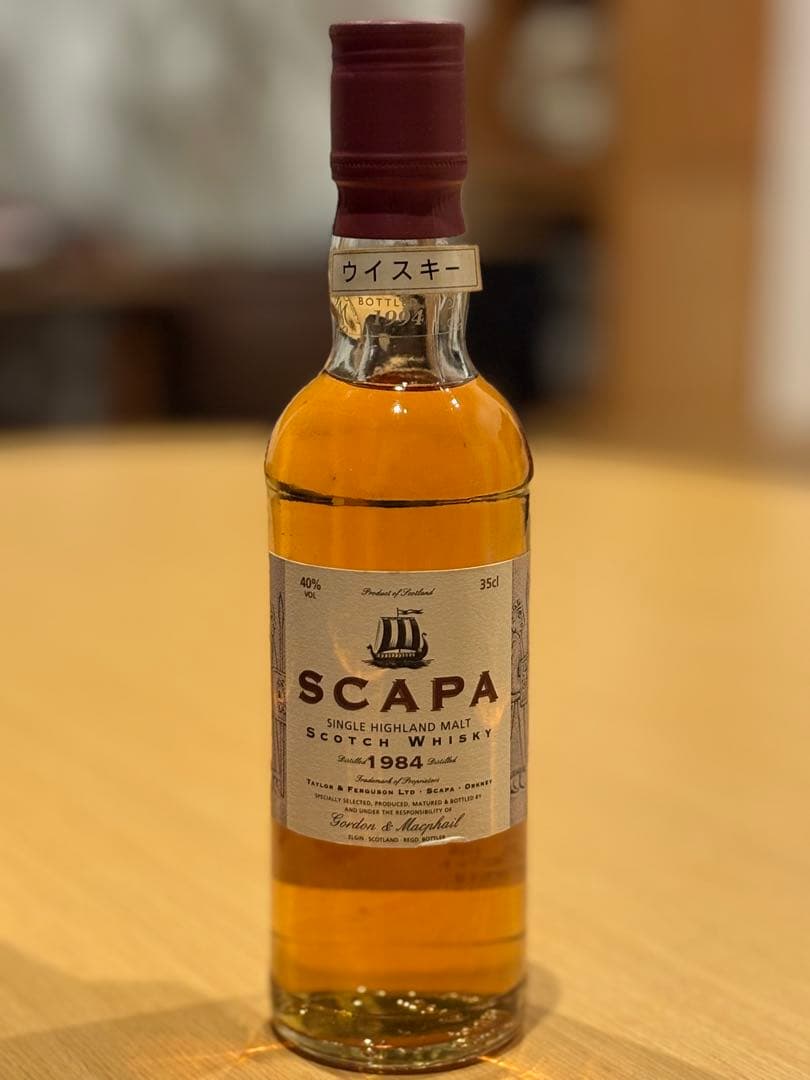 ウイスキー
BOTTLED
1994
40%
VOL
Product of Scotland
35cl
SCAPA
SINGLE HIGHLAND MALT
SCOTCH WHISKY
Distilled 1984 Distilled
Trademark of Proprietors
TAYLOR & FERGUSON LTD · SCAPA · ORKNEY
SPECIALLY SELECTED, PRODUCED, MATURED & BOTTLED BY
AND UNDER THE RESPONSIBILITY OF
Gordon & Macphail
ELGIN · SCOTLAND · REGD. BOTTLER